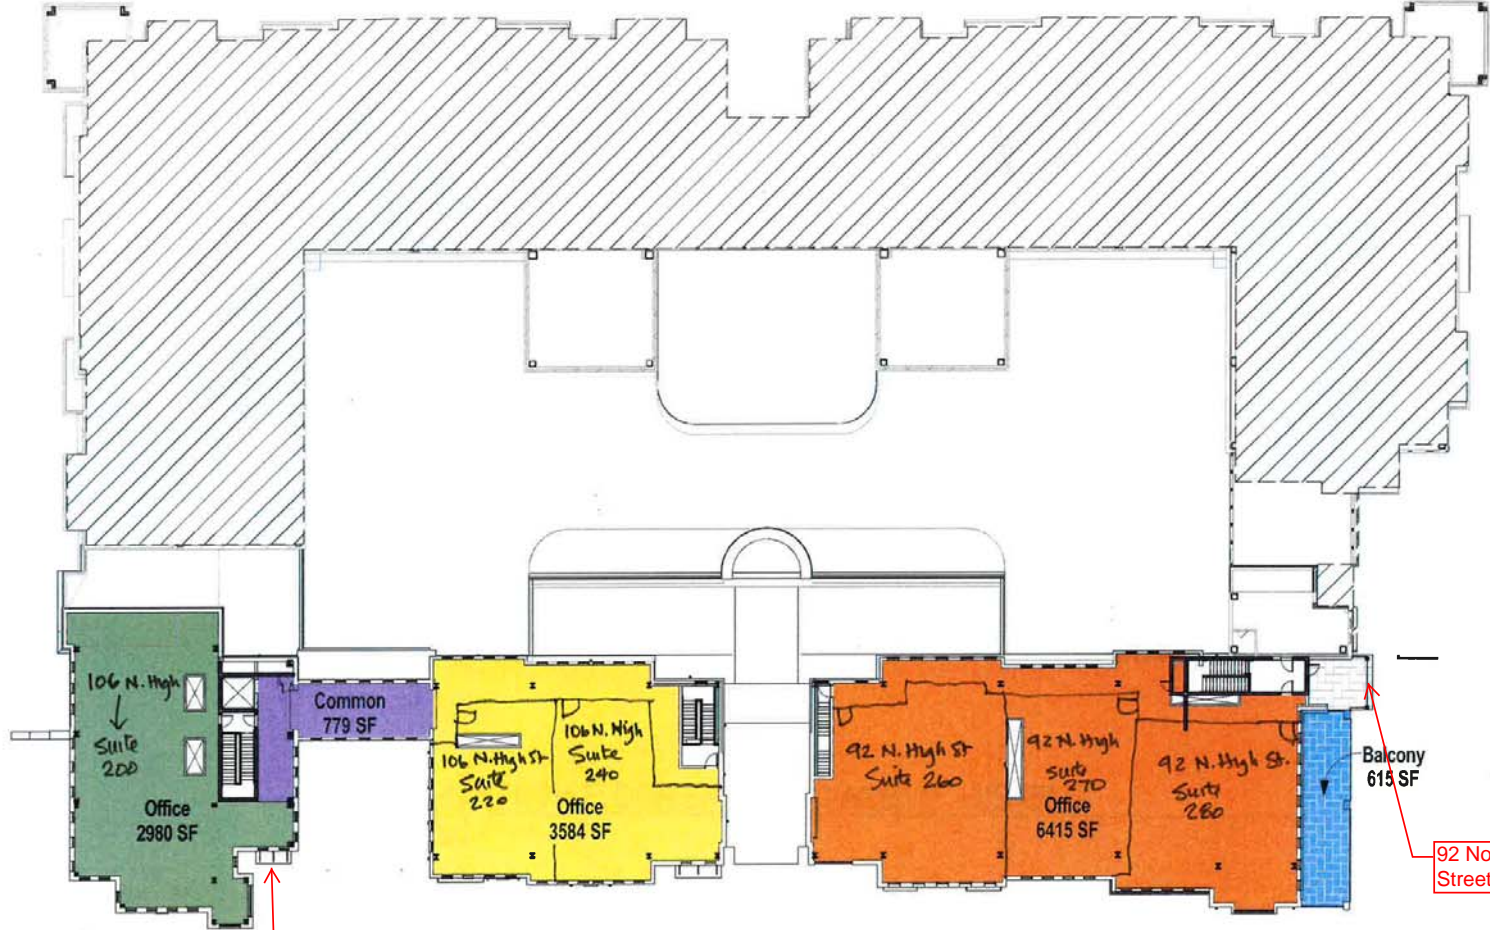 106 N. High
Suite
200
Office
2980 SF
Common
779 SF
106 N. High St
Suite
220
106 N. High
Suite
240
Office
3584 SF
92 N. High St
Suite 260
92 N. High
Suite
270
Office
6415 SF
92 N. High St.
Suite
280
Balcony
615 SF
92 No
Street